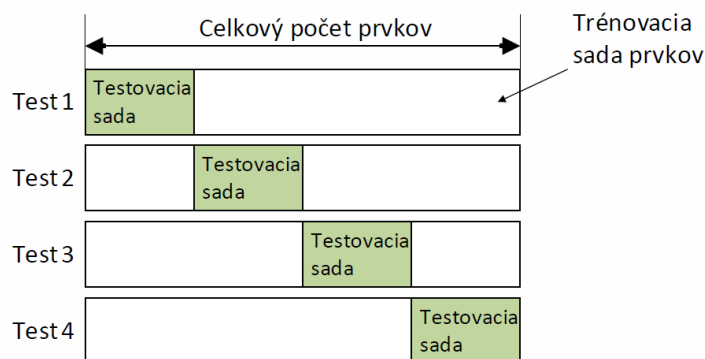 Celkový počet prvkov
Trénovacia
sada prvkov
Test 1
Testovacia
sada
Test 2
Testovacia
sada
Test 3
Testovacia
sada
Test 4
Testovacia
sada